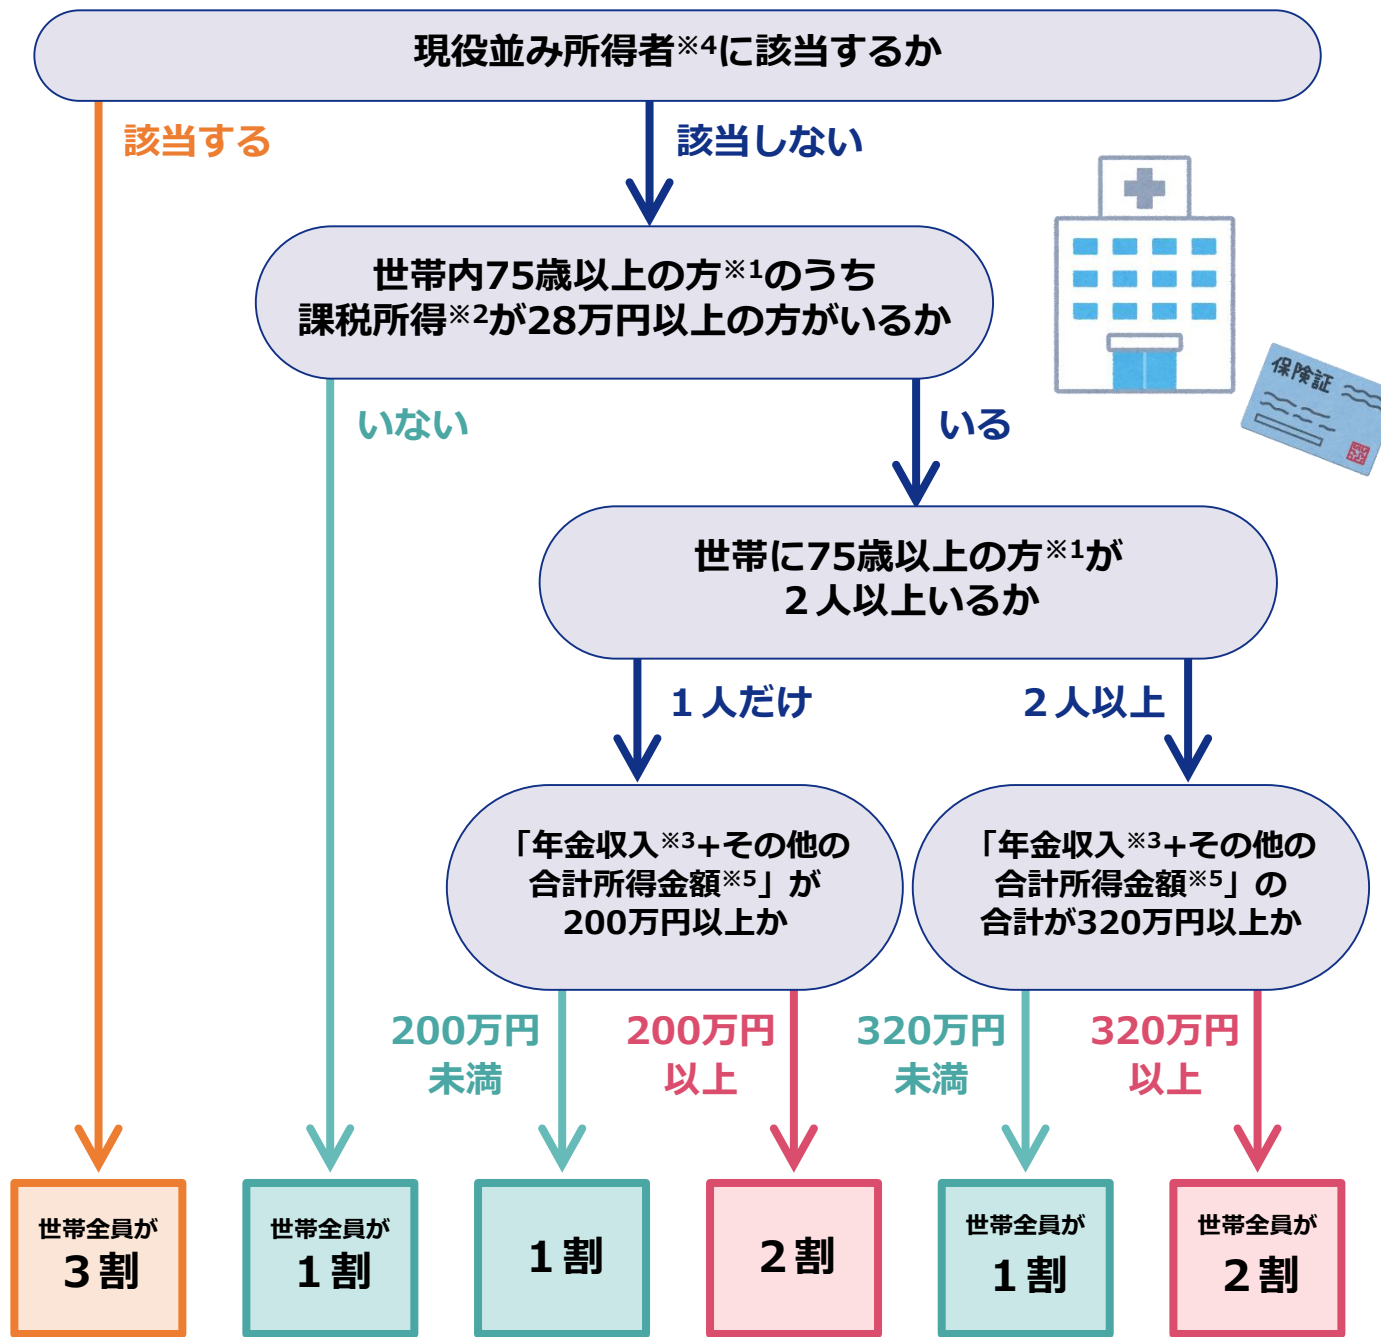 現役並み所得者※4に該当するか
該当する
該当しない
世帯内75歳以上の方※1のうち
課税所得※2が28万円以上の方がいるか
保険証
いない
いる
世帯に75歳以上の方※1が
２人以上いるか
１人だけ
２人以上
「年金収入※3+その他の
合計所得金額※5」が
200万円以上か
「年金収入※3+その他の
合計所得金額※5」の
合計が320万円以上か
200万円
未満
200万円
以上
320万円
未満
320万円
以上
世帯全員が
３割
世帯全員が
１割
１割
２割
世帯全員が
１割
世帯全員が
２割